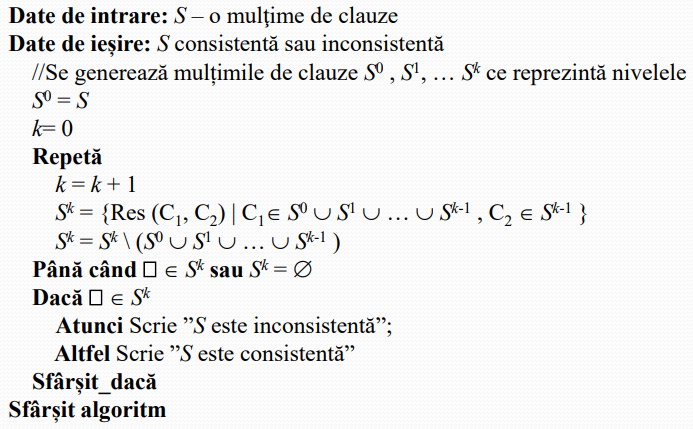 Date de intrare: S – o mulţime de clauze
Date de ieșire: S consistentă sau inconsistentă
//Se generează mulțimile de clauze S⁰ , S¹, … Sᵏ ce reprezintă nivelele
S⁰ = S
k= 0
Repetă
k = k + 1
Sᵏ = {Res (C₁, C₂) | C₁∈ S⁰ ∪ S¹ ∪ … ∪ Sᵏ⁻¹ , C₂ ∈ Sᵏ⁻¹ }
Sᵏ = Sᵏ \ (S⁰ ∪ S¹ ∪ … ∪ Sᵏ⁻¹ )
Până când □ ∈ Sᵏ sau Sᵏ = ∅
Dacă □ ∈ Sᵏ
Atunci Scrie ”S este inconsistentă”;
Altfel Scrie ”S este consistentă”
Sfârșit_dacă
Sfârșit algoritm